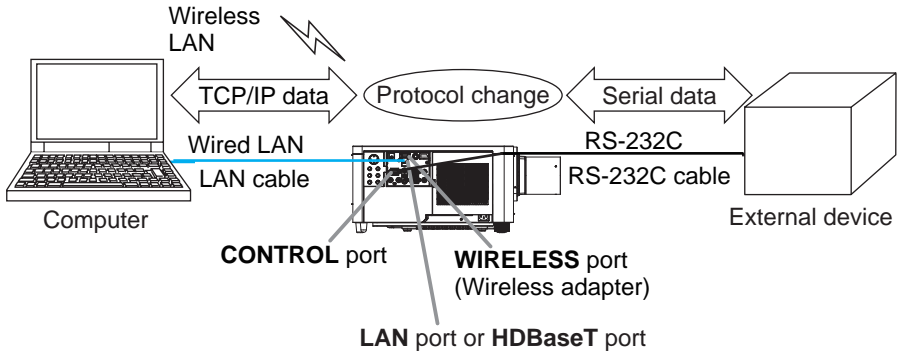 Wireless
LAN
TCP/IP data
Protocol change
Serial data
Wired LAN
RS-232C
LAN cable
RS-232C cable
Computer
External device
CONTROL port
WIRELESS port
(Wireless adapter)
LAN port or HDBaseT port